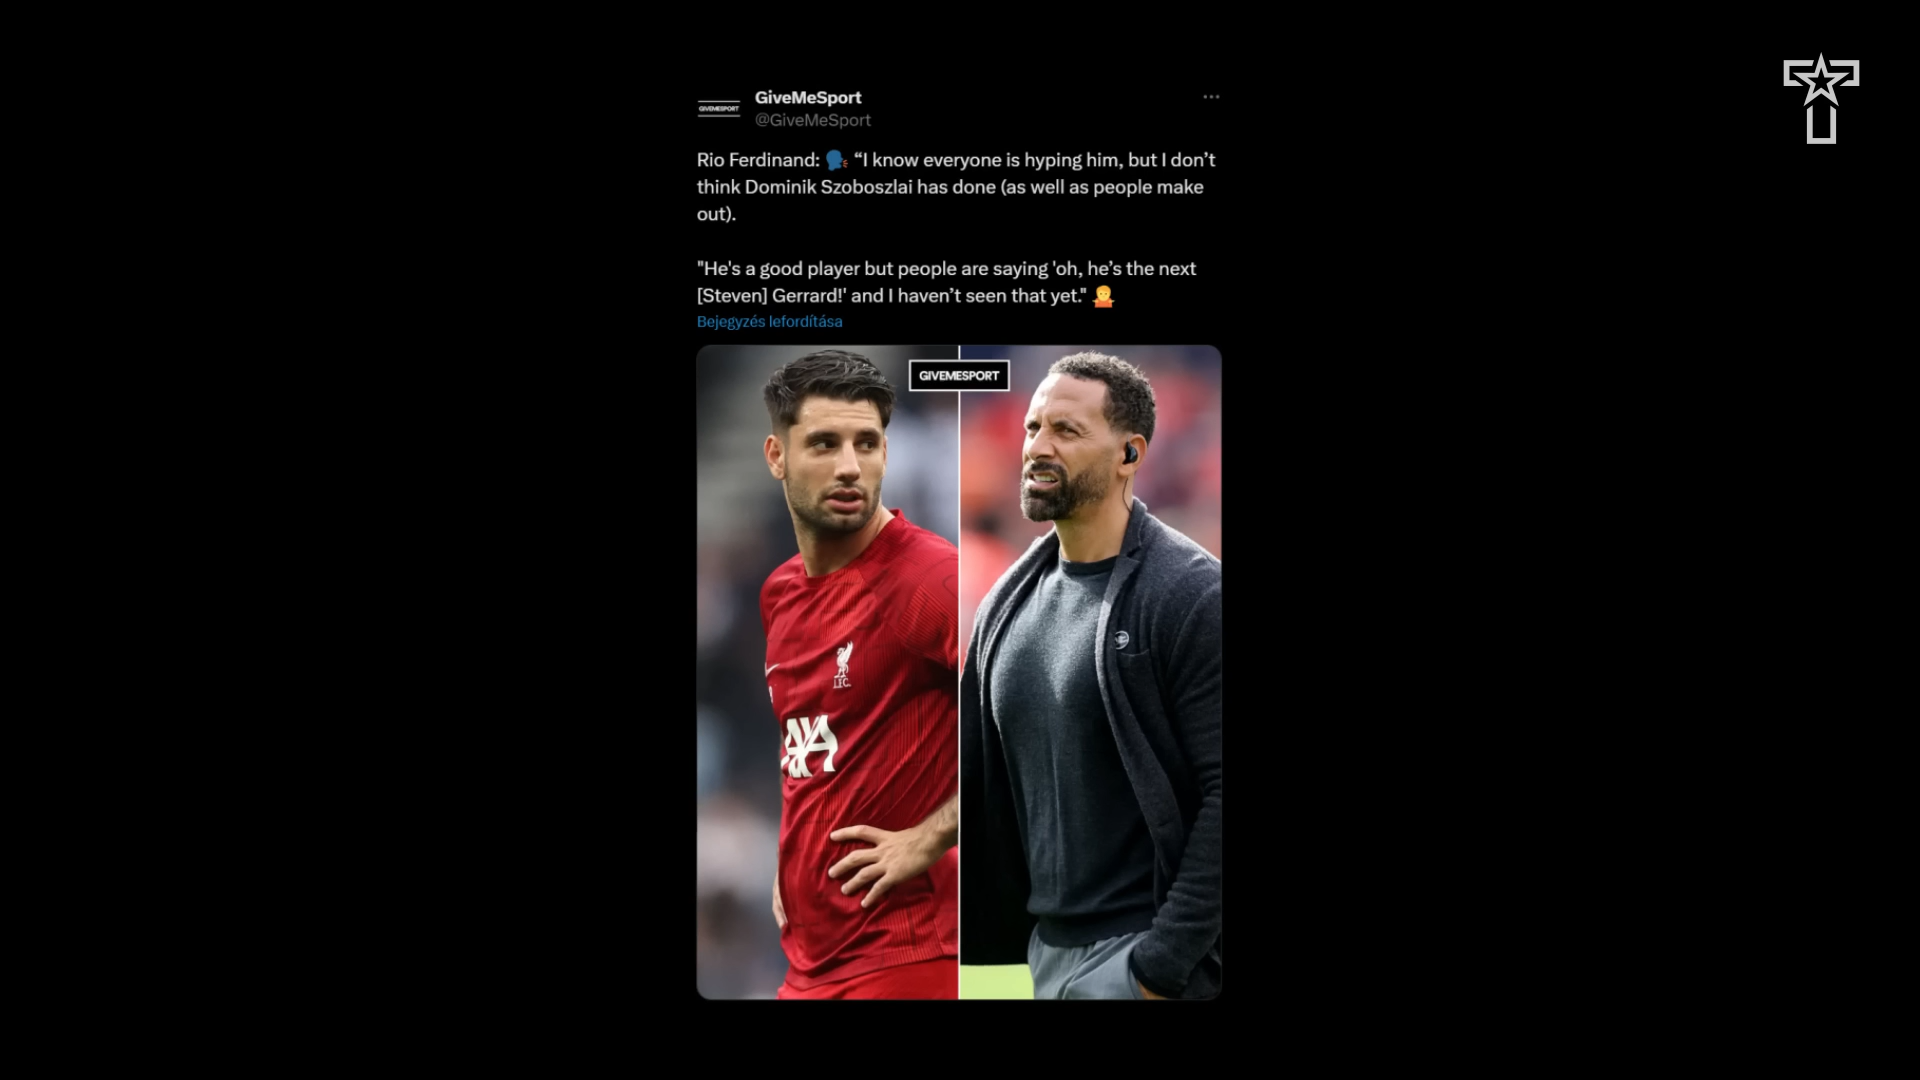 GIVEMESPORT
GiveMeSport
@GiveMeSport
Rio Ferdinand: 🗣️ “I know everyone is hyping him, but I don’t
think Dominik Szoboszlai has done (as well as people make
out).
"He's a good player but people are saying 'oh, he’s the next
[Steven] Gerrard!' and I haven’t seen that yet." 🤷
Bejegyzés lefordítása
GIVEMESPORT
L.F.C.
AXA